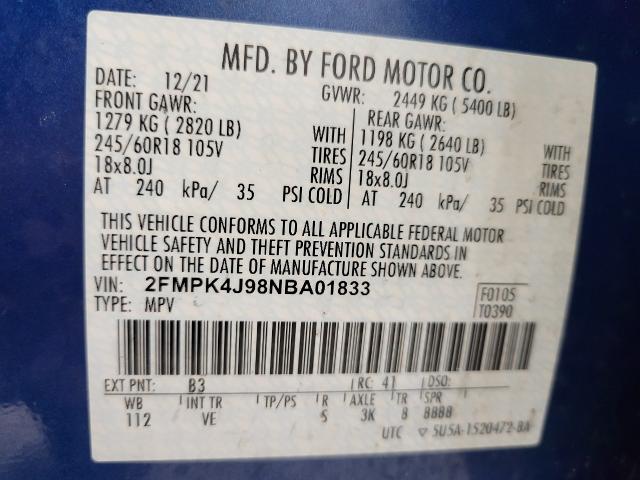 MFD. BY FORD MOTOR CO.
DATE: 12/21 GVWR: 2449 KG ( 5400 LB)
FRONT GAWR: REAR GAWR:
1279 KG ( 2820 LB) WITH 1198 KG ( 2640 LB) WITH
245/60R18 105V TIRES 245/60R18 105V TIRES
18x8.0J RIMS 18x8.0J RIMS
AT 240 kPa/ 35 PSI COLD AT 240 kPa/ 35 PSI COLD
THIS VEHICLE CONFORMS TO ALL APPLICABLE FEDERAL MOTOR
VEHICLE SAFETY AND THEFT PREVENTION STANDARDS IN
EFFECT ON THE DATE OF MANUFACTURE SHOWN ABOVE.
VIN: 2FMPK4J98NBA01833 F0105
TYPE: MPV T0390
EXT PNT: B3 RC: 41 DSO:
WB INT TR TP/PS R AXLE TR SPR
112 VE 3K 8 8888
UTC ▽ 5U5A-1520472-BA